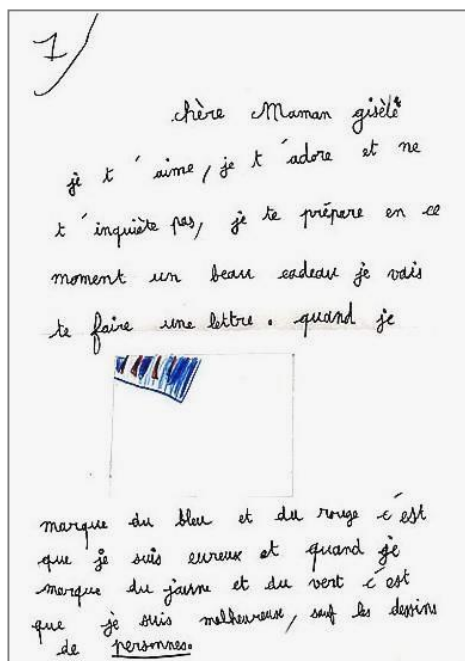 1/
chère Maman gisèle
je t'aime, je t'adore et ne
t'inquiète pas, je te prépare en ce
moment un beau cadeau je vais
te faire une lettre. quand je
marque du bleu et du rouge c'est
que je suis eureux et quand je
marque du jaune et du vert c'est
que je suis malheureux, sauf les dessins
de personnes.